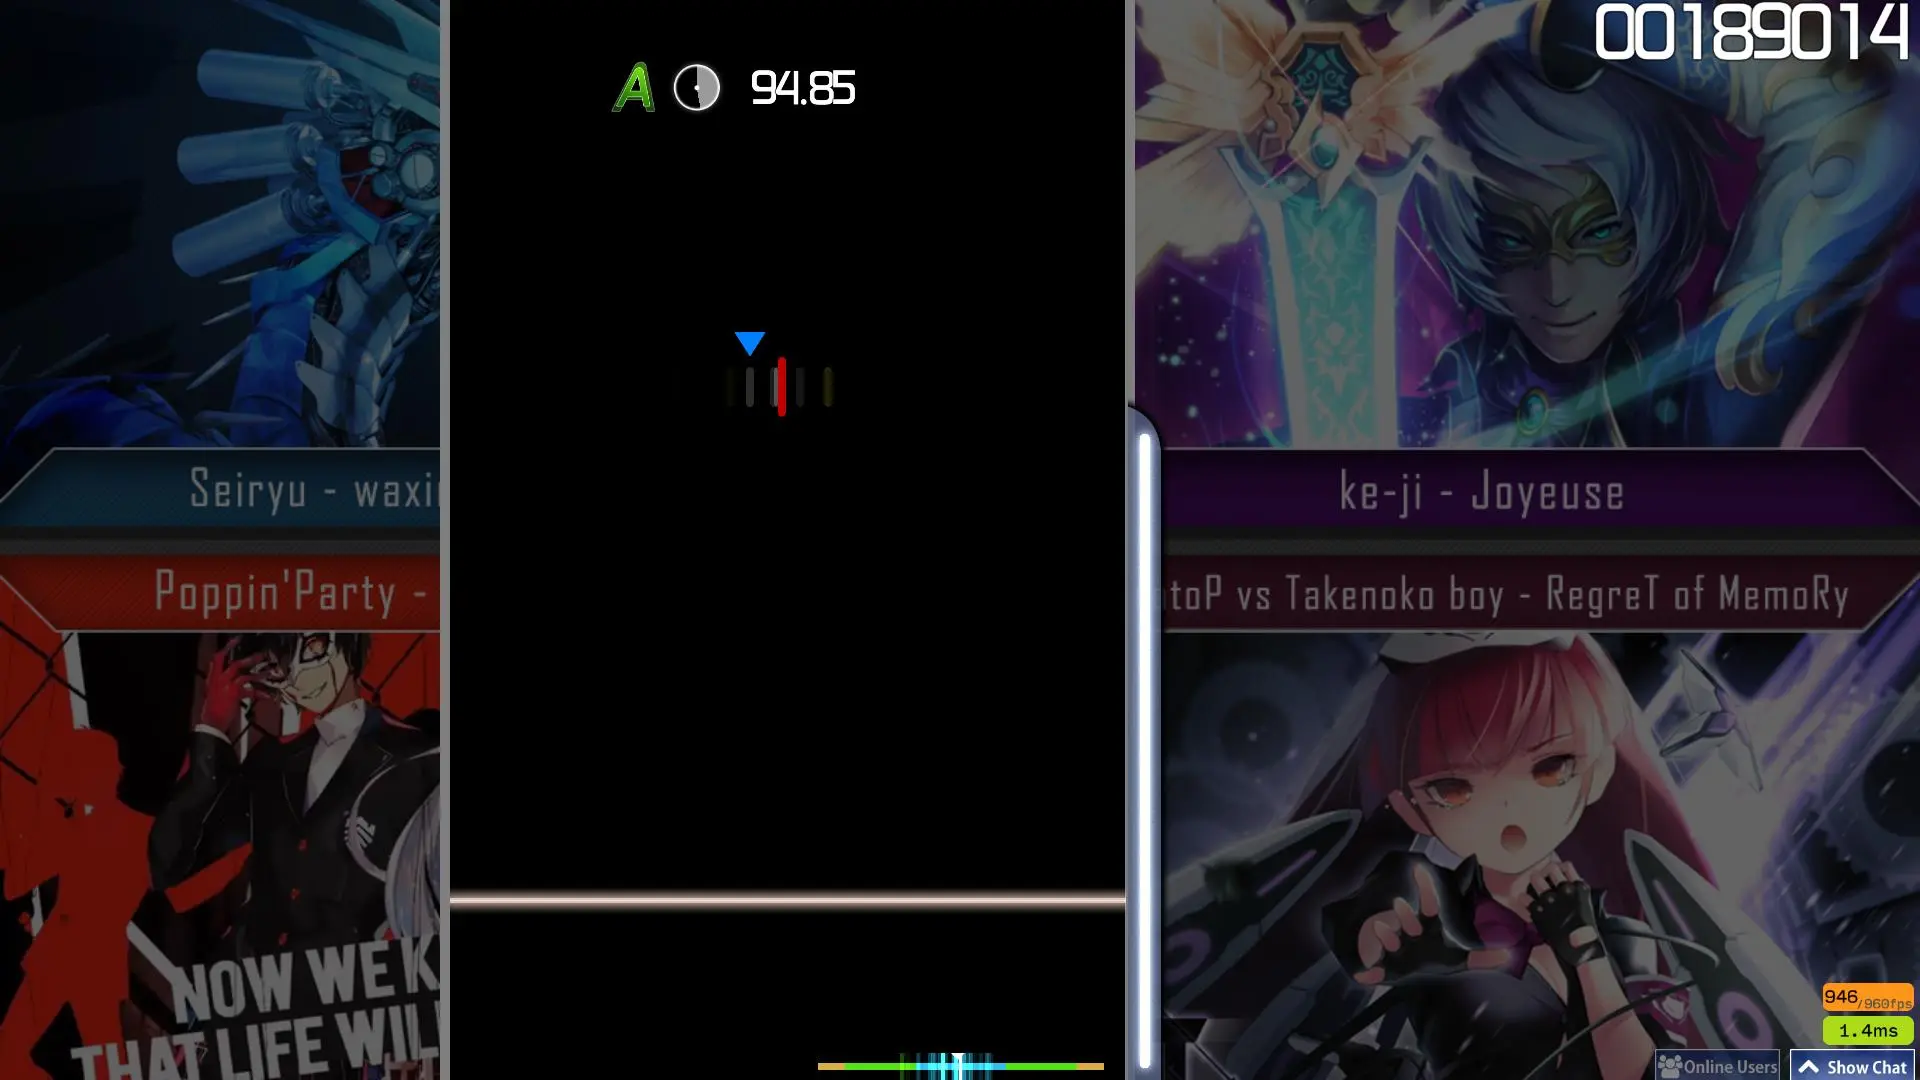 00189014
A 94.85
Seiryu - waxi
ke-ji - Joyeuse
Poppin'Party -
toP vs Takenoko boy - RegreT of MemoRy
NOW WE K
THAT LIFE WIL
946/960fps
1.4ms
Online Users
Show Chat